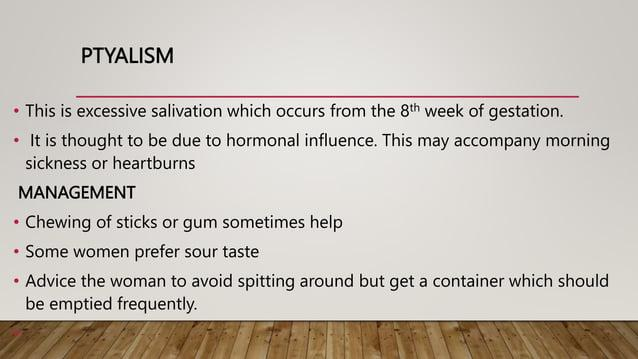 PTYALISM
• This is excessive salivation which occurs from the 8th week of gestation.
• It is thought to be due to hormonal influence. This may accompany morning
sickness or heartburns
MANAGEMENT
• Chewing of sticks or gum sometimes help
• Some women prefer sour taste
• Advice the woman to avoid spitting around but get a container which should
be emptied frequently.